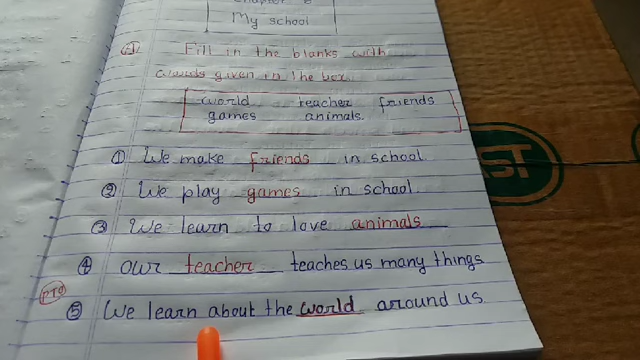 Chapter
My school
(A) Fill in the blanks with
words given in the box.
world teacher friends
games animals.
① We make friends in school.
② We play games in school.
③ We learn to love animals
④ our teacher teaches us many things
PTO
⑤ We learn about the world around us